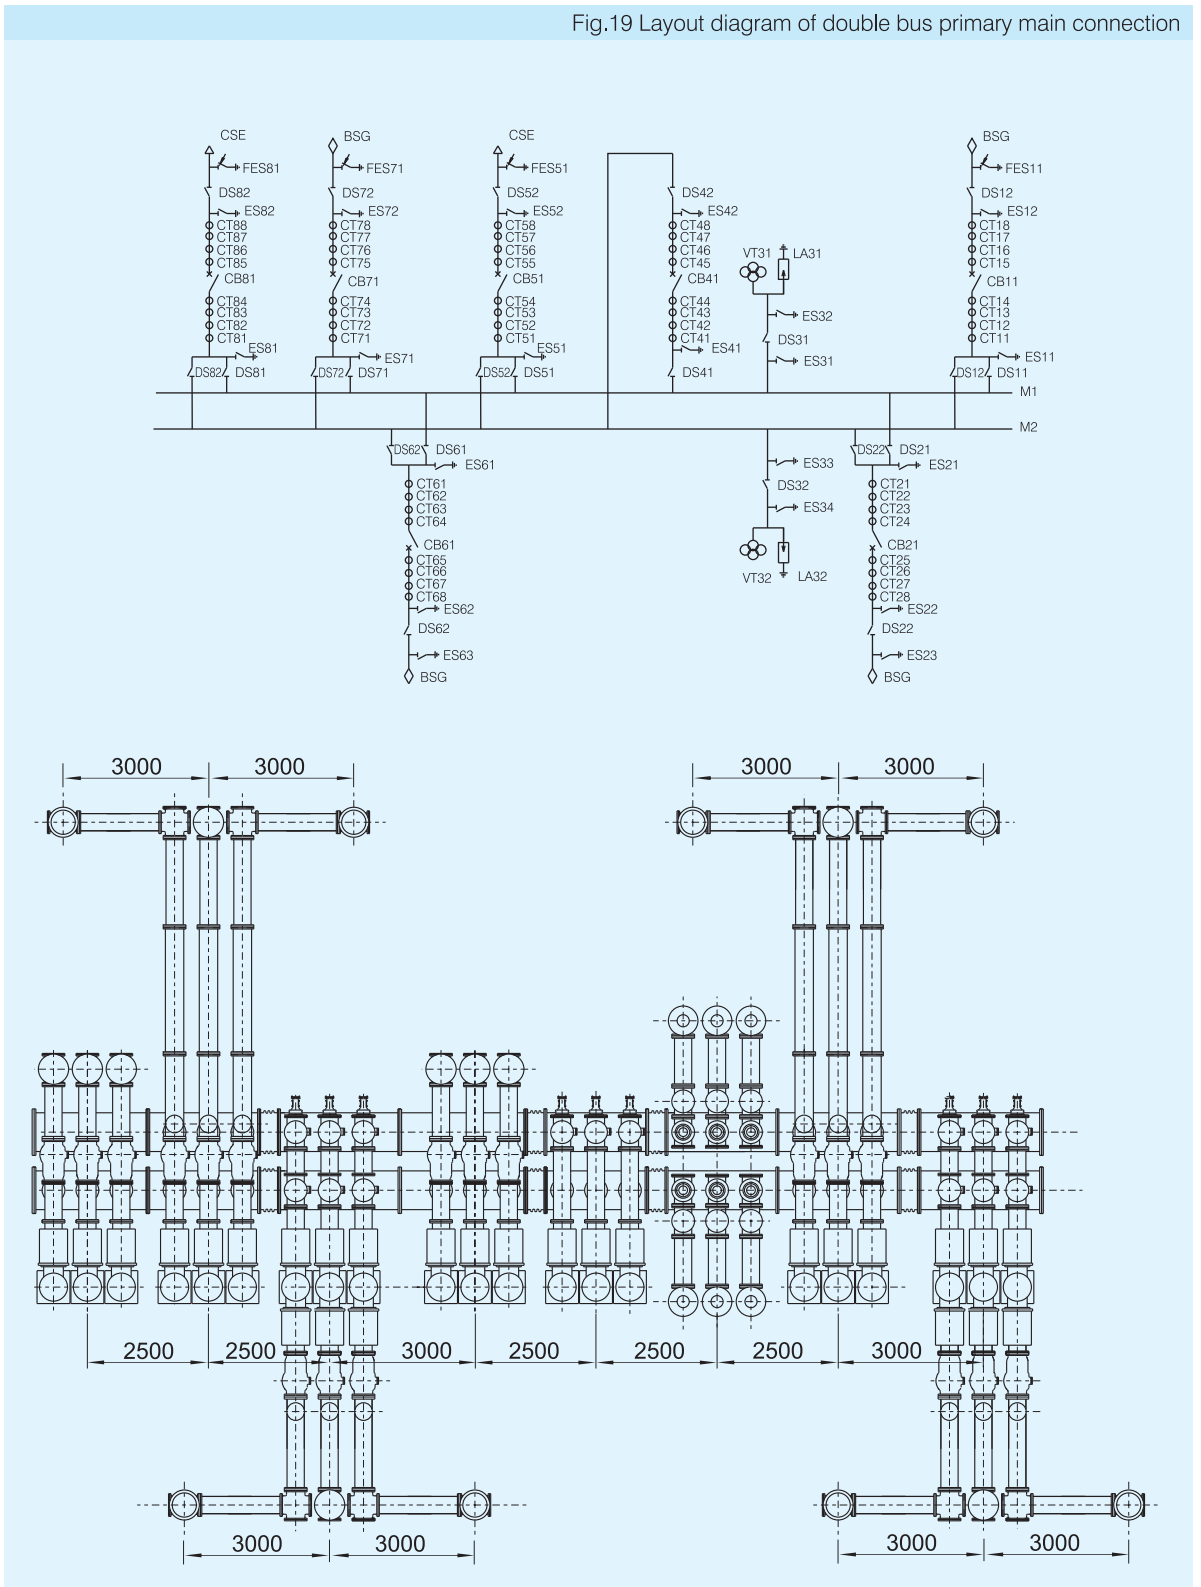 Fig.19 Layout diagram of double bus primary main connection
CSE BSG CSE BSG
FES81 FES71 FES51 FES11
DS82 DS72 DS52 DS42 DS12
ES82 ES72 ES52 ES42 ES12
CT88 CT78 CT58 CT48 CT18
CT87 CT77 CT57 CT47 CT17
CT86 CT76 CT56 CT46 VT31 LA31 CT16
CT85 CT75 CT55 CT45 CT15
CB81 CB71 CB51 CB41 CB11
CT84 CT74 CT54 CT44 CT14
CT83 CT73 CT53 CT43 ES32 CT13
CT82 CT72 CT52 CT42 CT12
CT81 CT71 CT51 CT41 DS31 CT11
ES81 ES71 ES51 ES41 ES31 ES11
DS82 DS81 DS72 DS71 DS52 DS51 DS41 DS12 DS11
M1
M2
DS62 DS61 DS22 DS21
ES61 ES33 ES21
CT61 DS32 CT21
CT62 CT22
CT63 ES34 CT23
CT64 CT24
CB61 CB21
CT65 CT25
CT66 VT32 LA32 CT26
CT67 CT27
CT68 CT28
ES62 ES22
DS62 DS22
ES63 ES23
BSG BSG
3000 3000 3000 3000
2500 2500 3000 2500 2500 2500 3000
3000 3000 3000 3000